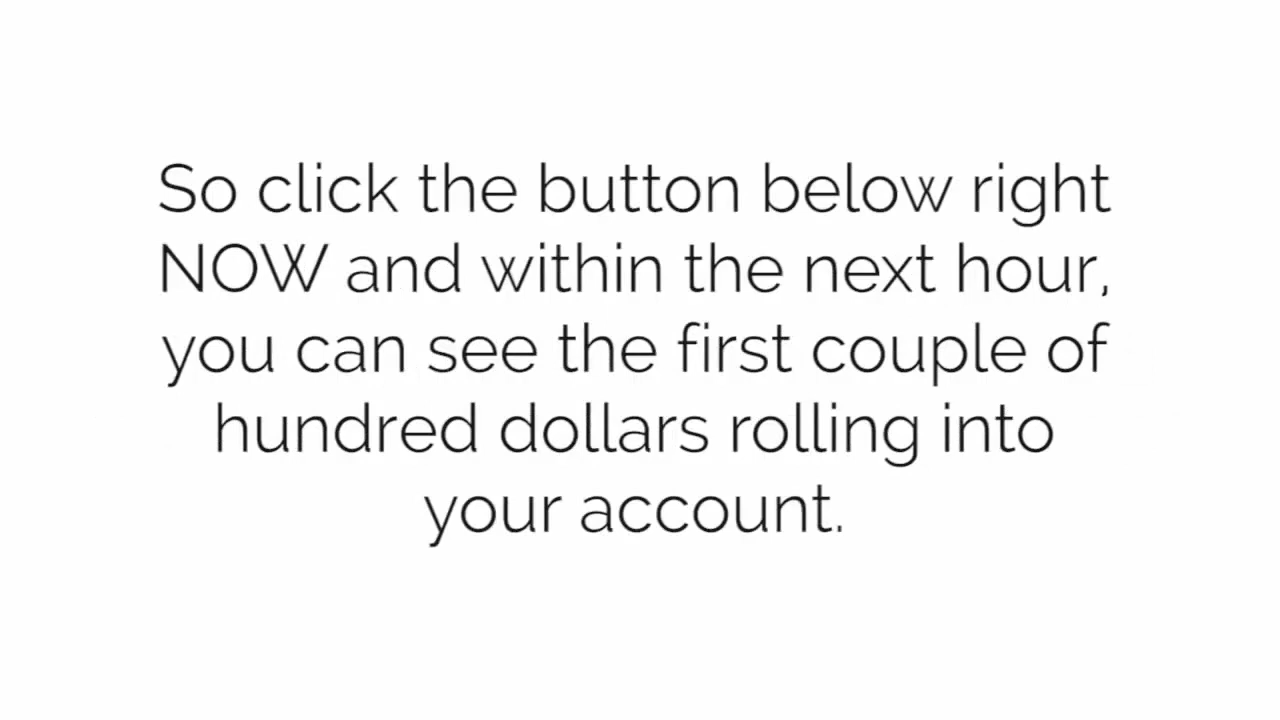 So click the button below right
NOW and within the next hour,
you can see the first couple of
hundred dollars rolling into
your account.